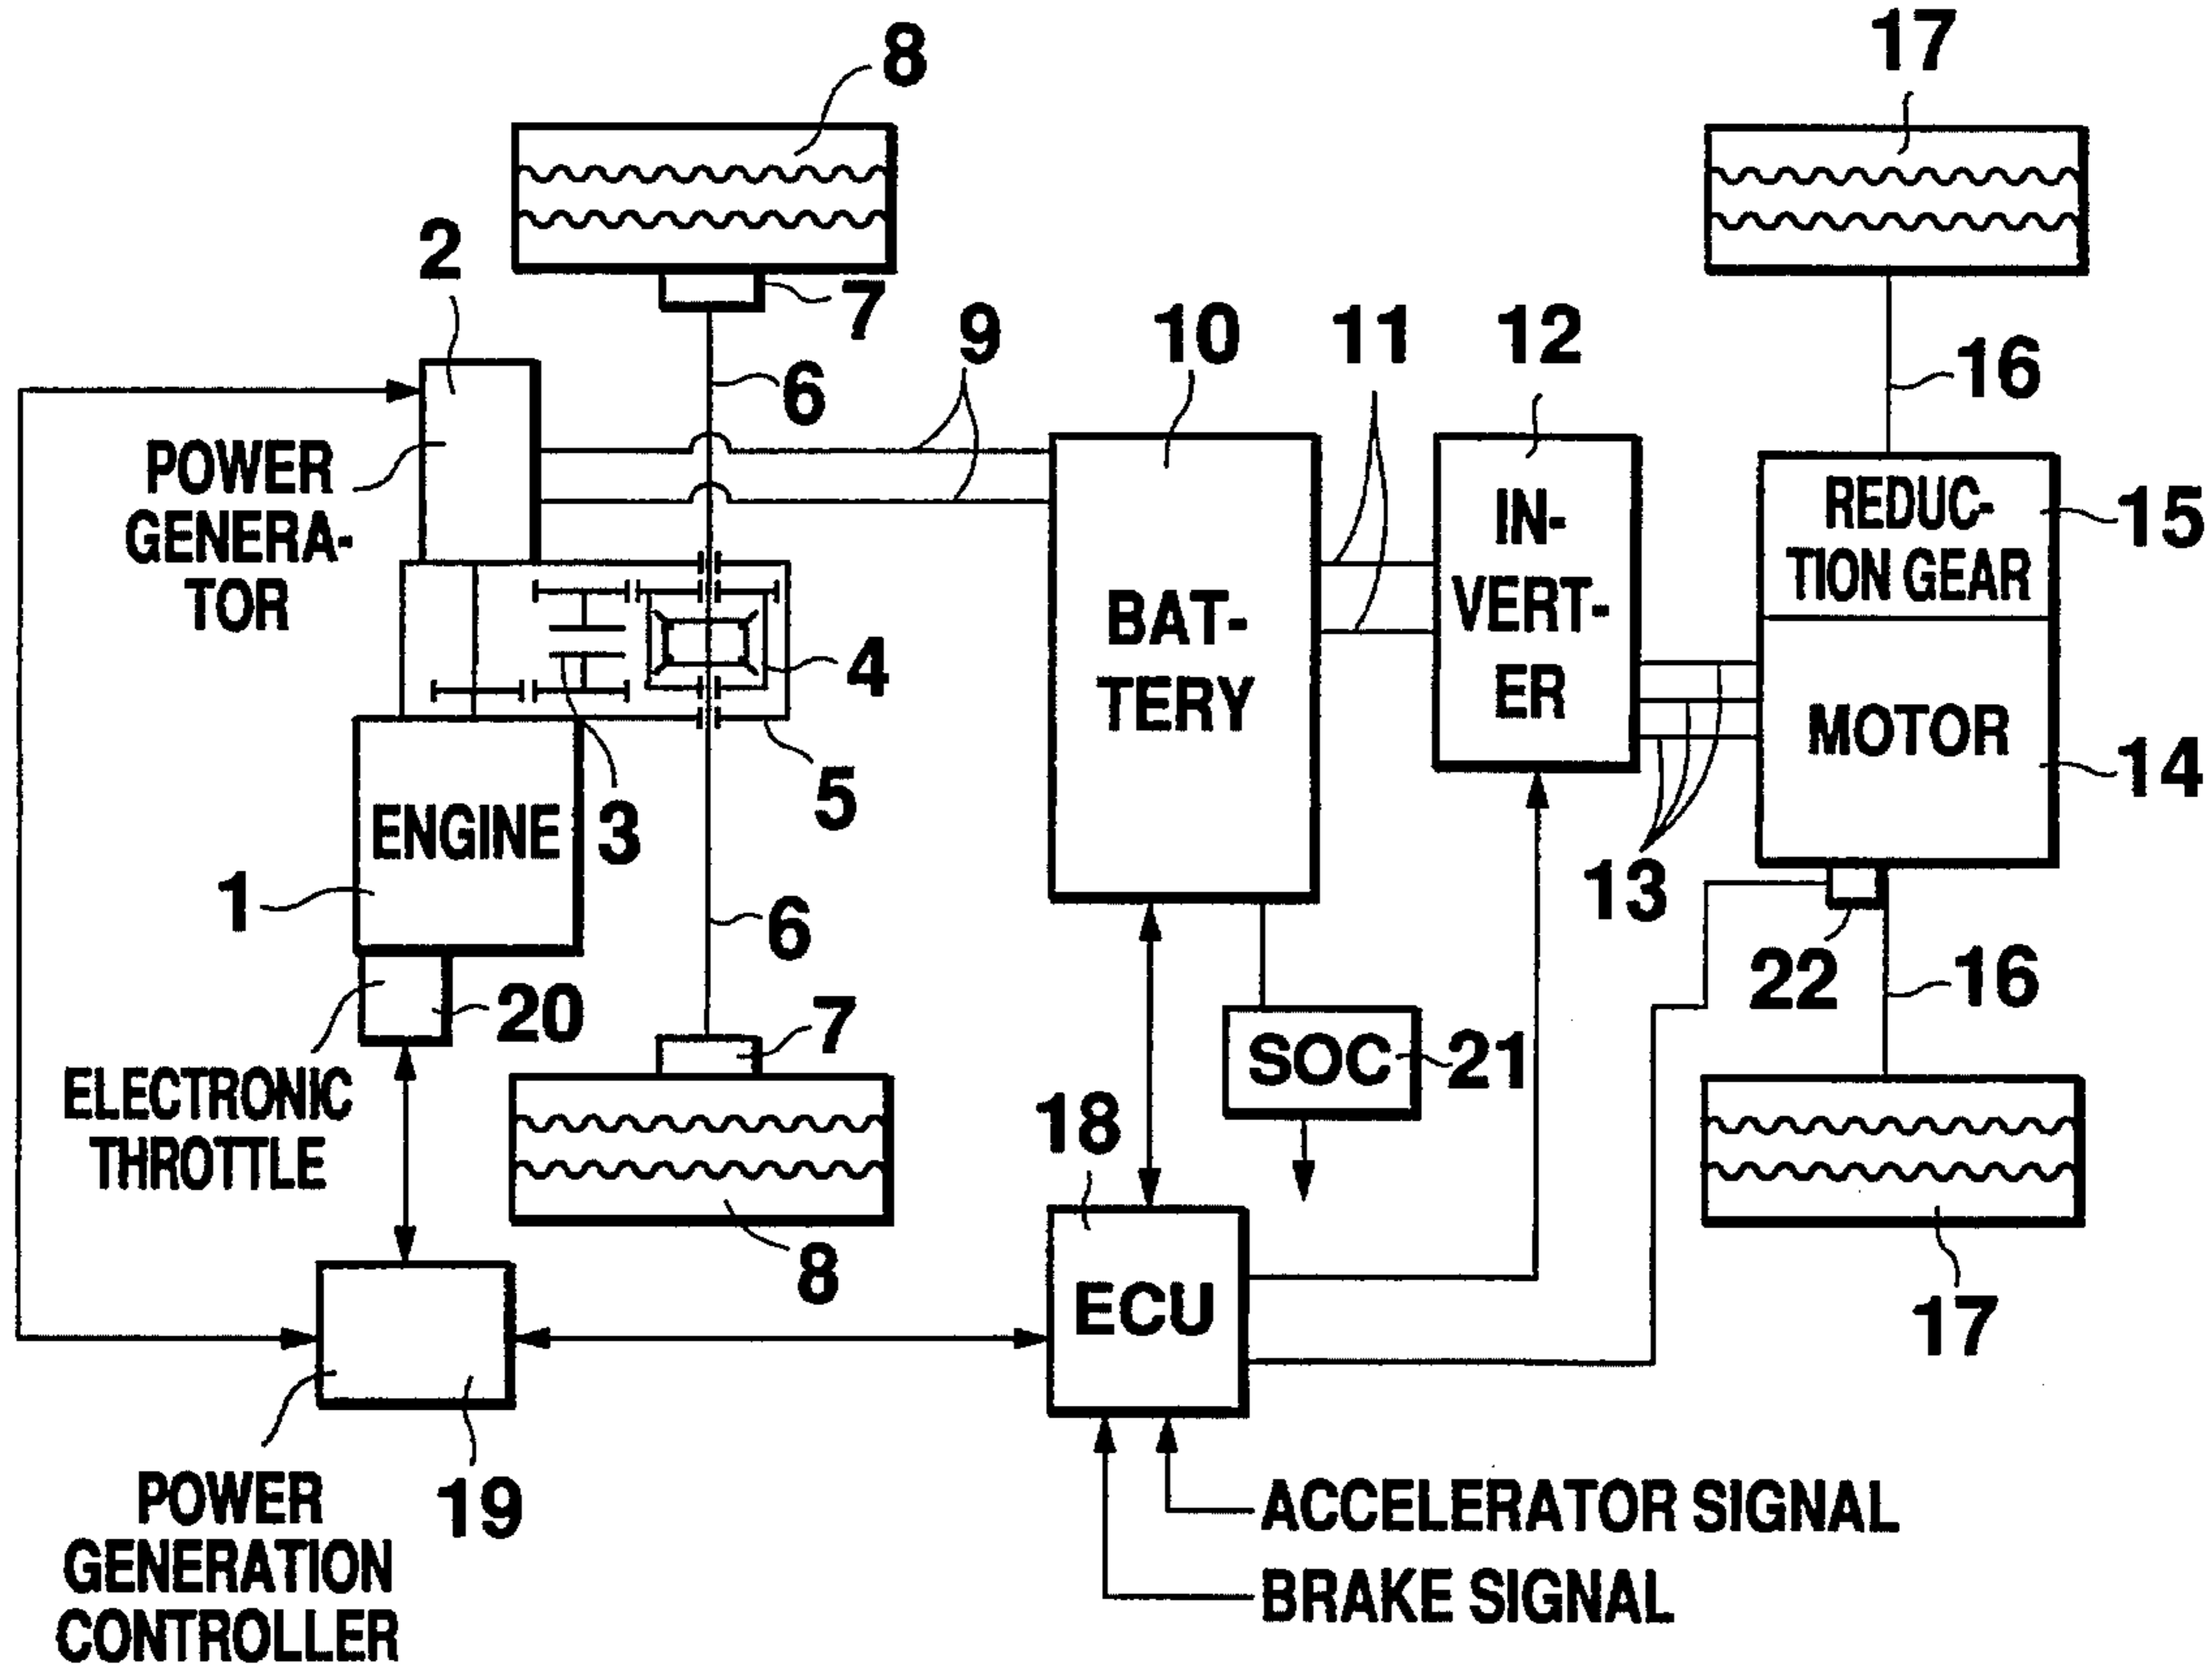 8
17
2
7
9
10
11
12
6
16
POWER
GENERA-
TOR
IN-
VERT-
ER
REDUC-
TION GEAR
15
BAT-
TERY
4
MOTOR
14
5
ENGINE
3
1
13
6
22
16
20
7
SOC
21
ELECTRONIC
THROTTLE
18
8
ECU
17
19
POWER
GENERATION
CONTROLLER
ACCELERATOR SIGNAL
BRAKE SIGNAL